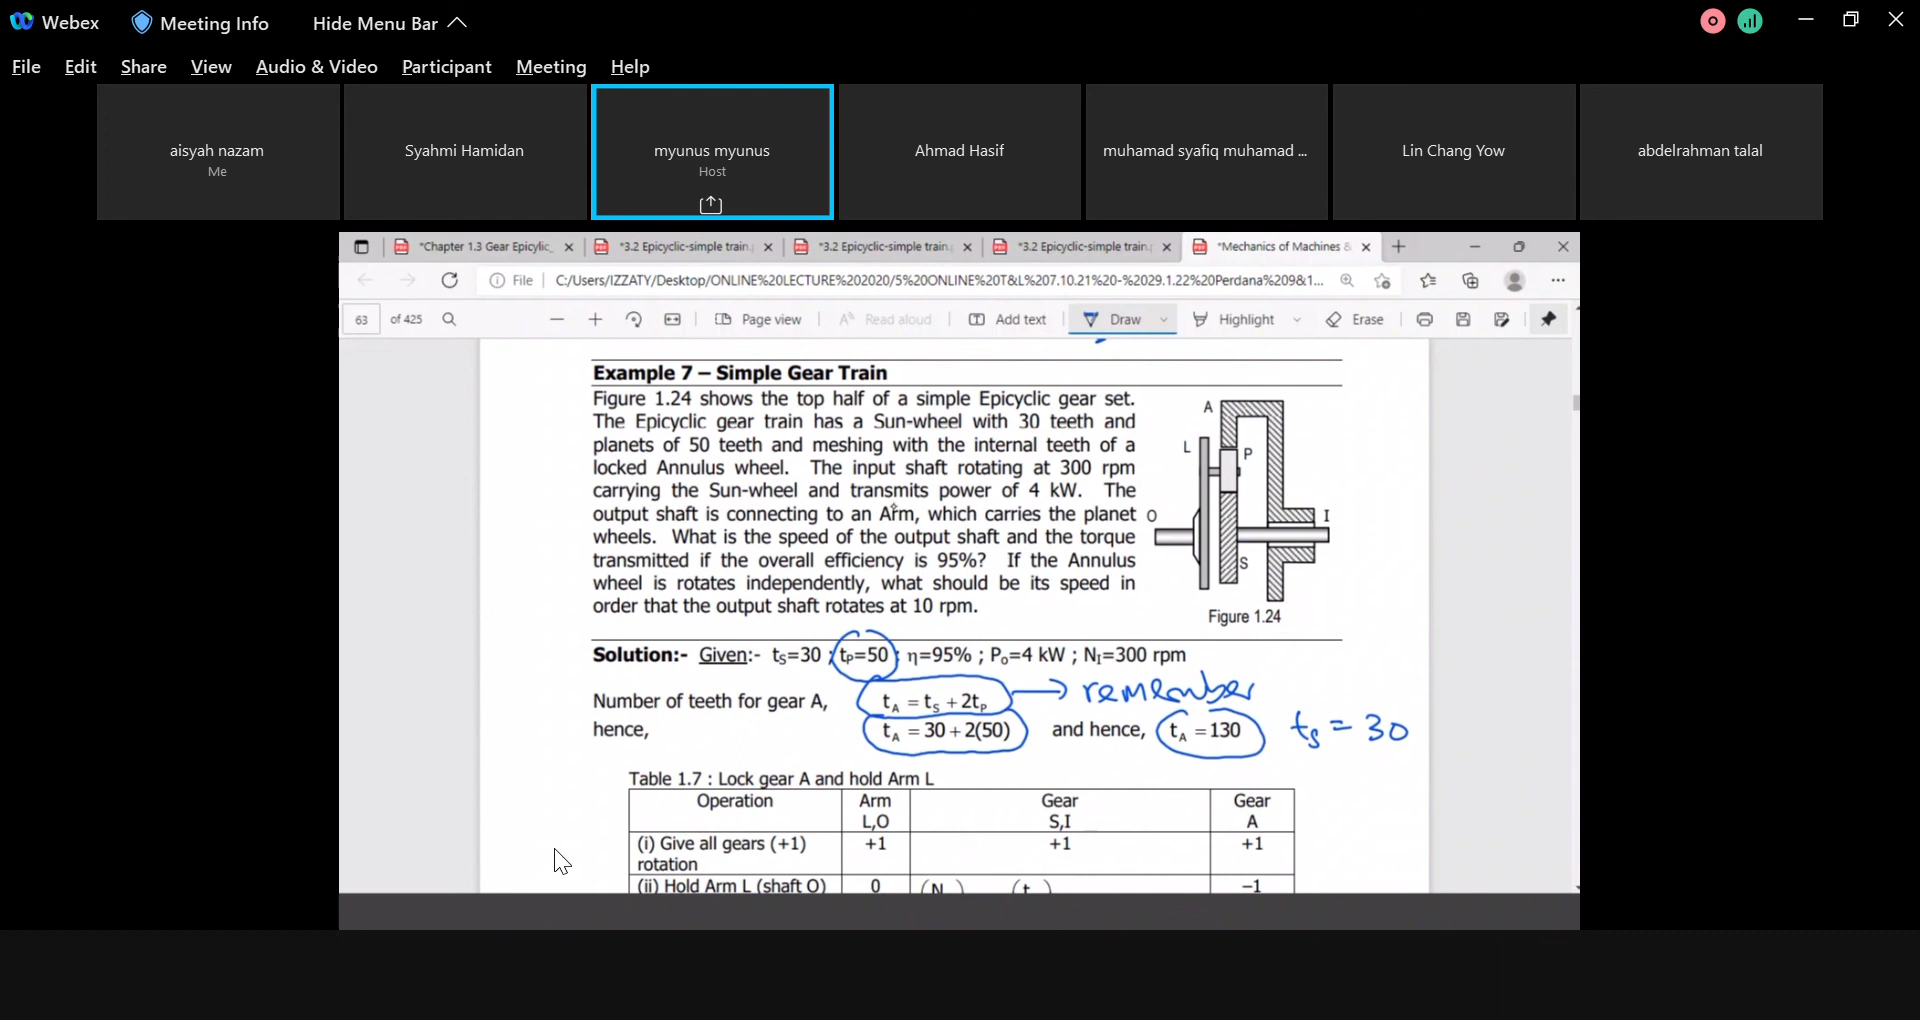 Webex Meeting Info Hide Menu Bar
File Edit Share View Audio & Video Participant Meeting Help
aisyah nazam
Me
Syahmi Hamidan
myunus myunus
Host
Ahmad Hasif
muhamad syafiq muhamad ...
Lin Chang Yow
abdelrahman talal
*Chapter 1.3 Gear Epicylic_ *3.2 Epicyclic-simple train. *3.2 Epicyclic-simple train. *3.2 Epicyclic-simple train. *Mechanics of Machines &
File C:/Users/IZZATY/Desktop/ONLINE%20LECTURE%202020/5%20ONLINE%20T&L%207.10.21%20-%2029.1.22%20Perdana%209&1...
63 of 425 Page view Read aloud Add text Draw Highlight Erase
Example 7 – Simple Gear Train
Figure 1.24 shows the top half of a simple Epicyclic gear set.
The Epicyclic gear train has a Sun-wheel with 30 teeth and
planets of 50 teeth and meshing with the internal teeth of a
locked Annulus wheel. The input shaft rotating at 300 rpm
carrying the Sun-wheel and transmits power of 4 kW. The
output shaft is connecting to an Arm, which carries the planet
wheels. What is the speed of the output shaft and the torque
transmitted if the overall efficiency is 95%? If the Annulus
wheel is rotates independently, what should be its speed in
order that the output shaft rotates at 10 rpm.
A
L
P
O
I
S
Figure 1.24
Solution:- Given:- tS=30 ; tP=50 ; η=95% ; Po=4 kW ; NI=300 rpm
Number of teeth for gear A, tA = tS + 2tP → remember
hence, tA = 30 + 2(50) and hence, tA = 130 ts = 30
Table 1.7 : Lock gear A and hold Arm L
Operation Arm Gear Gear
L,O S,I A
(i) Give all gears (+1) +1 +1 +1
rotation
(ii) Hold Arm L (shaft O) 0 (N ) (t ) −1